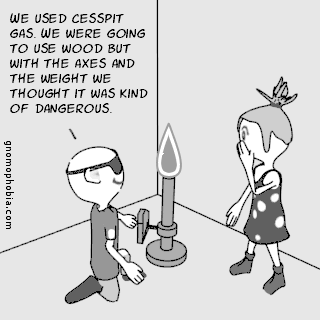 WE USED CESSPIT
GAS. WE WERE GOING
TO USE WOOD BUT
WITH THE AXES AND
THE WEIGHT WE
THOUGHT IT WAS KIND
OF DANGEROUS.
gnomophobia.com